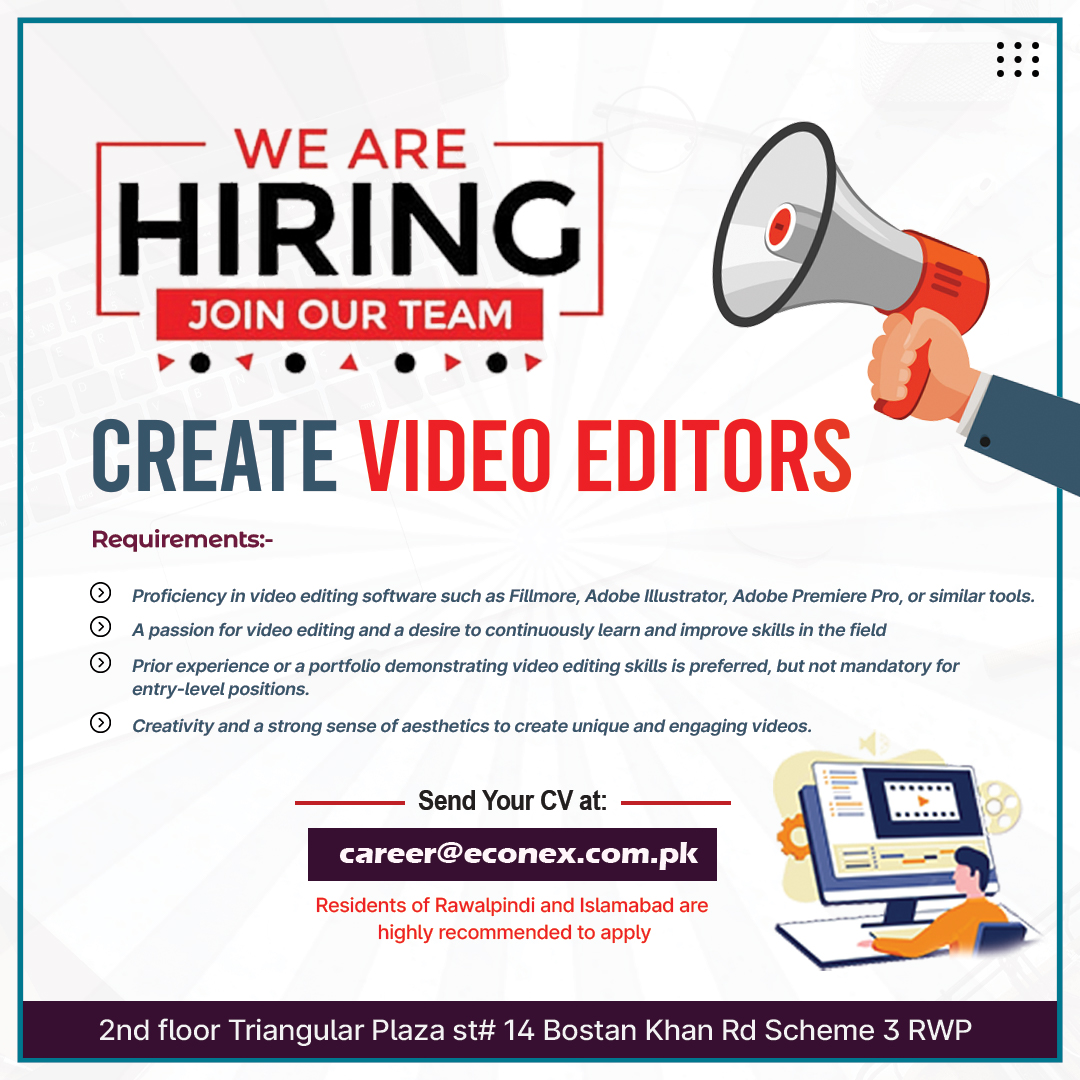 WE ARE
HIRING
JOIN OUR TEAM
CREATE VIDEO EDITORS
Requirements:-
Proficiency in video editing software such as Fillmore, Adobe Illustrator, Adobe Premiere Pro, or similar tools.
A passion for video editing and a desire to continuously learn and improve skills in the field
Prior experience or a portfolio demonstrating video editing skills is preferred, but not mandatory for
entry-level positions.
Creativity and a strong sense of aesthetics to create unique and engaging videos.
Send Your CV at:
career@econex.com.pk
Residents of Rawalpindi and Islamabad are
highly recommended to apply
2nd floor Triangular Plaza st# 14 Bostan Khan Rd Scheme 3 RWP